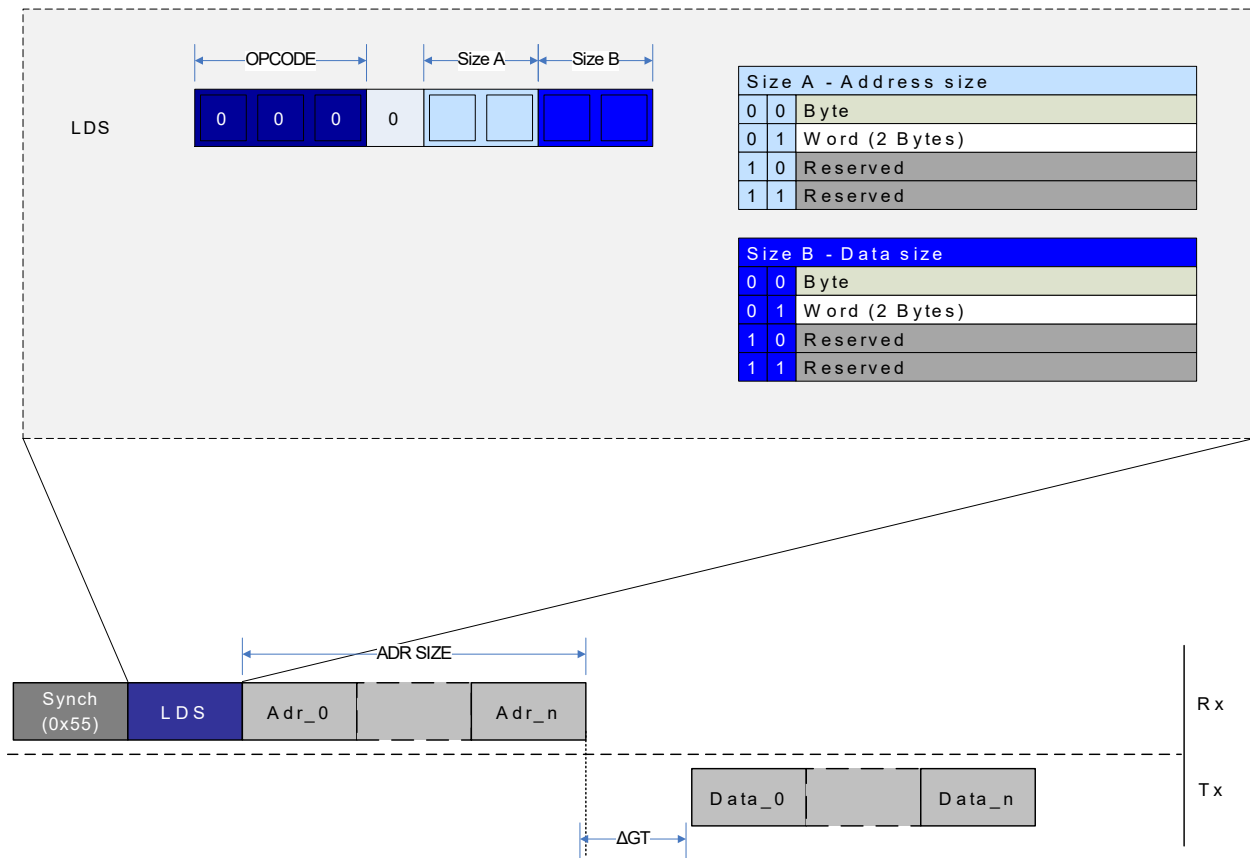 OPCODE Size A Size B
LDS 0 0 0 0
Size A - Address size
0 0 Byte
0 1 Word (2 Bytes)
1 0 Reserved
1 1 Reserved
Size B - Data size
0 0 Byte
0 1 Word (2 Bytes)
1 0 Reserved
1 1 Reserved
ADR SIZE
Synch
(0x55)
LDS Adr_0 Adr_n
Rx
Data_0 Data_n
Tx
ΔGT